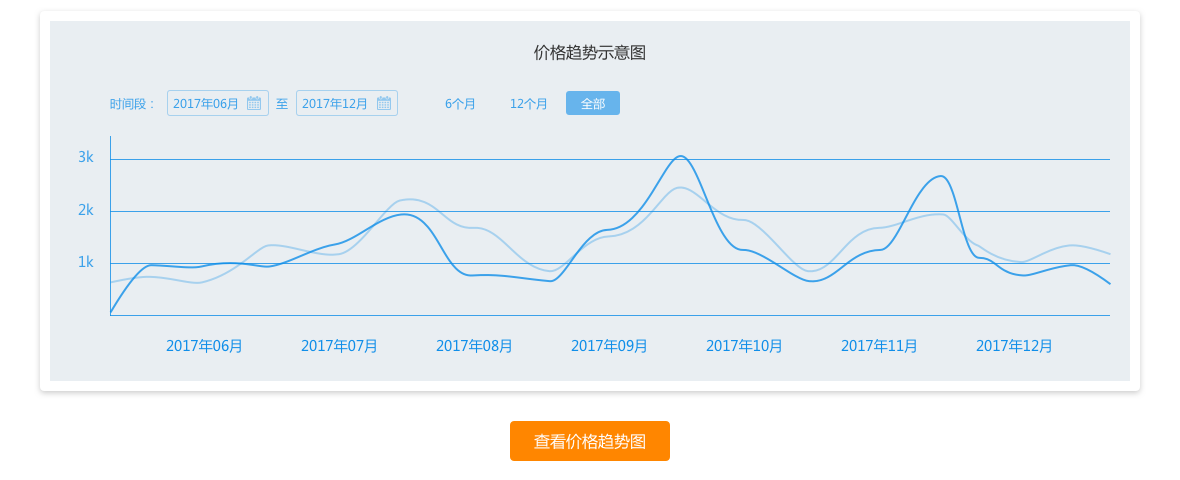 价格趋势示意图
时间段： 2017年06月 至 2017年12月 6个月 12个月 全部
3k
2k
1k
2017年06月 2017年07月 2017年08月 2017年09月 2017年10月 2017年11月 2017年12月
查看价格趋势图